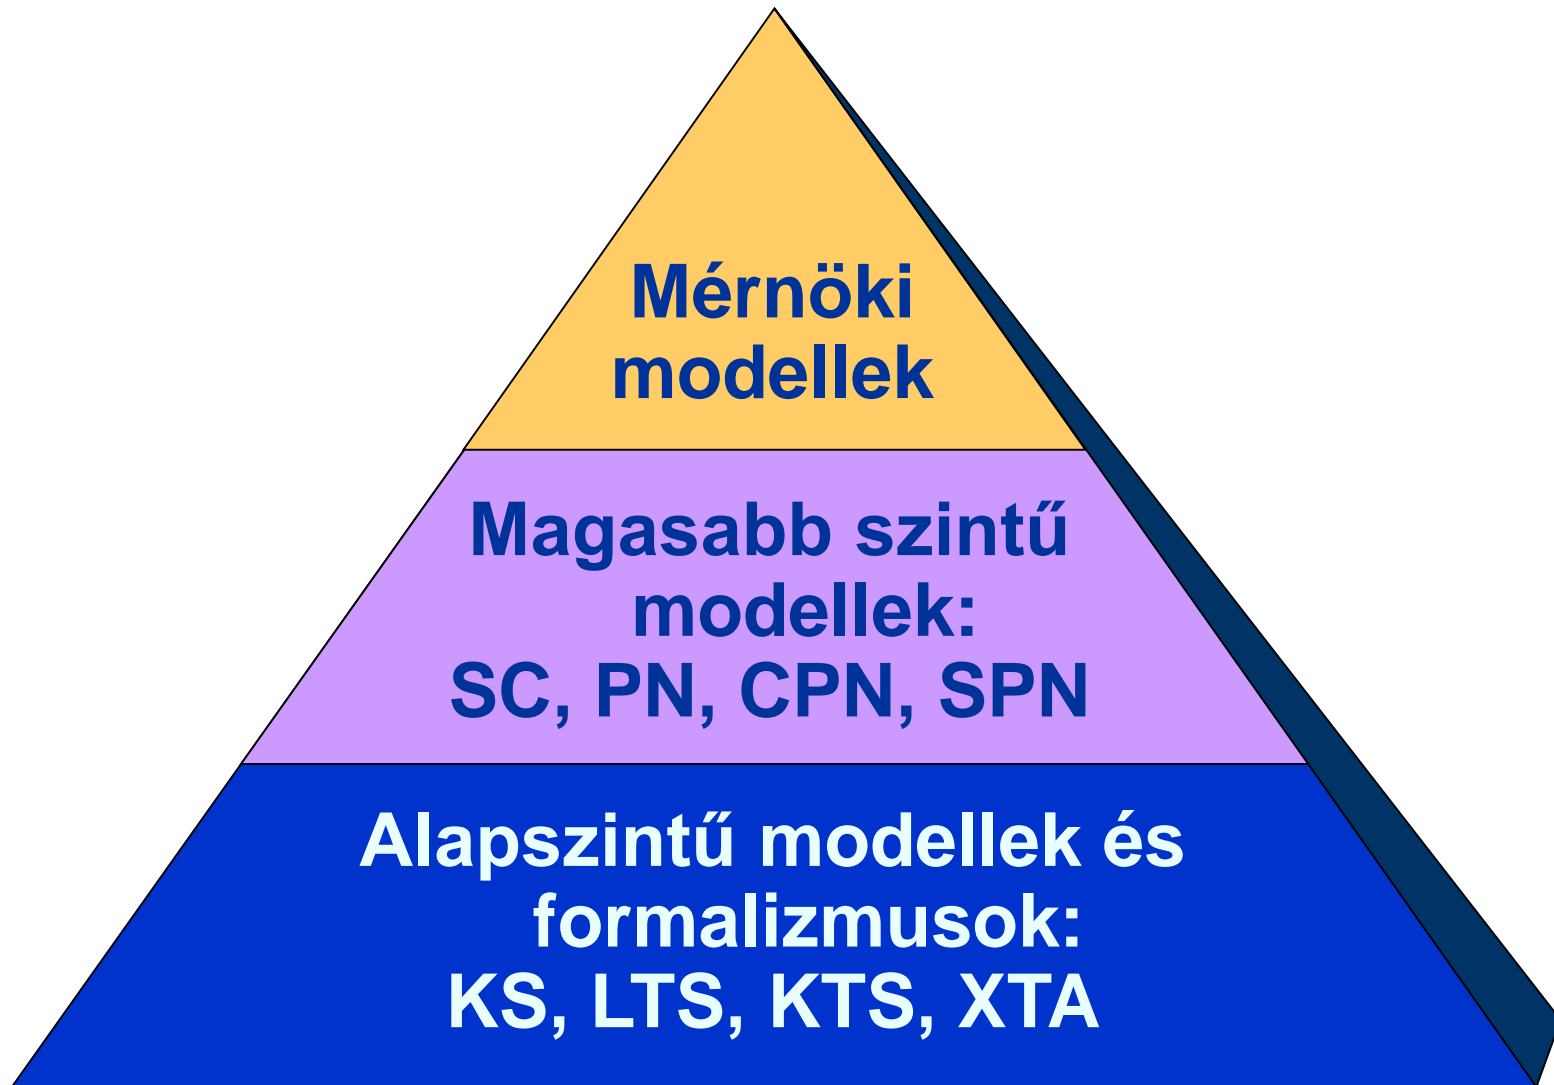 Mérnöki
modellek
Magasabb szintű
modellek:
SC, PN, CPN, SPN
Alapszintű modellek és
formalizmusok:
KS, LTS, KTS, XTA